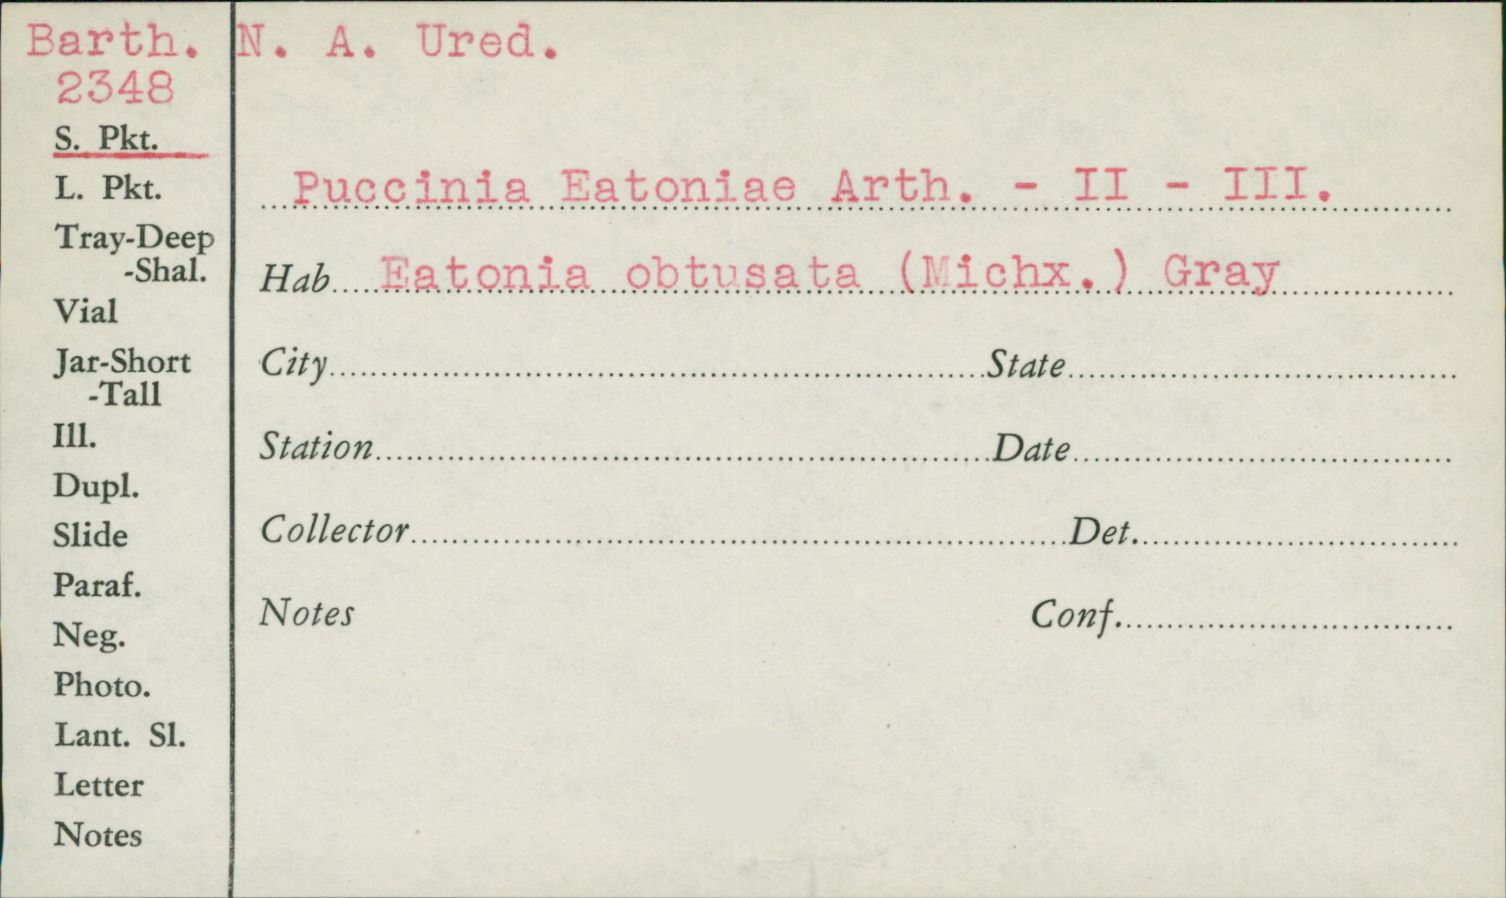 Barth. N. A. Ured.
2348
S. Pkt.
L. Pkt.
Tray-Deep
-Shal.
Vial
Jar-Short
-Tall
Ill.
Dupl.
Slide
Paraf.
Neg.
Photo.
Lant. Sl.
Letter
Notes
Puccinia Eatoniae Arth. - II - III.
Hab. Eatonia obtusata (Michx.) Gray
City State
Station Date
Collector Det.
Notes Conf.